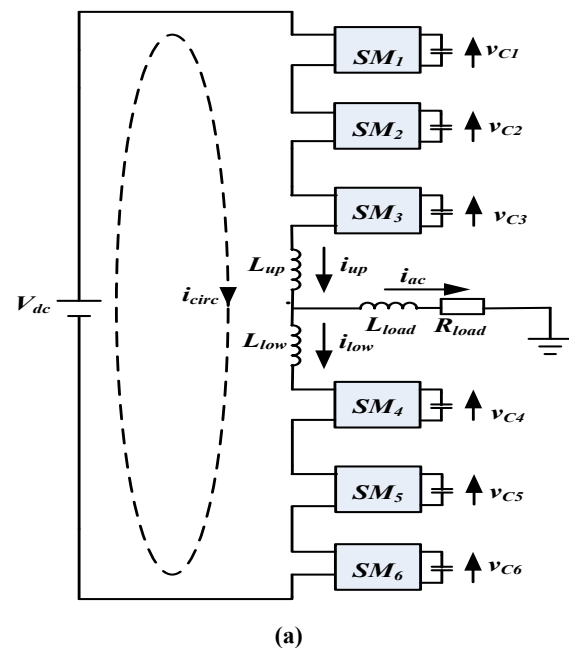 SM1
vC1
SM2
vC2
SM3
vC3
Lup
iup
iac
Vdc
icirc
Lload
Rload
Llow
ilow
SM4
vC4
SM5
vC5
SM6
vC6
(a)